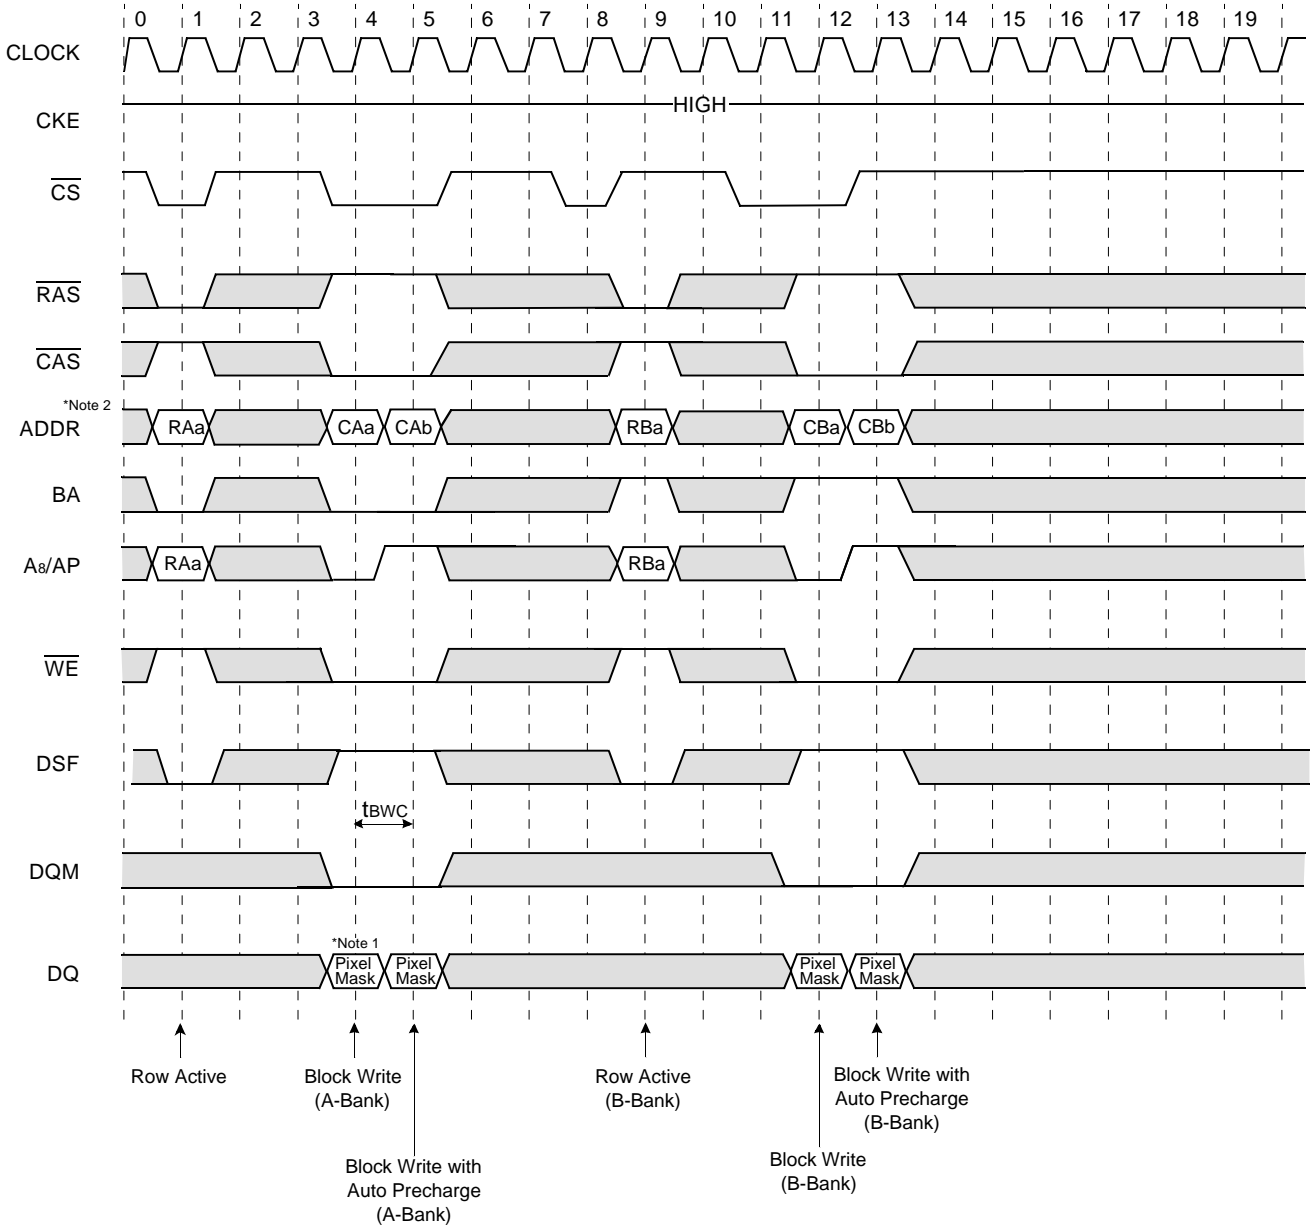 0 1 2 3 4 5 6 7 8 9 10 11 12 13 14 15 16 17 18 19
CLOCK
HIGH
CKE
CS
RAS
CAS
*Note 2
ADDR RAa CAa CAb RBa CBa CBb
BA
A8/AP RAa RBa
WE
DSF
tBWC
DQM
*Note 1
DQ
Pixel Mask
Pixel Mask
Pixel Mask
Pixel Mask
Row Active
Block Write
(A-Bank)
Block Write with
Auto Precharge
(A-Bank)
Row Active
(B-Bank)
Block Write
(B-Bank)
Block Write with
Auto Precharge
(B-Bank)